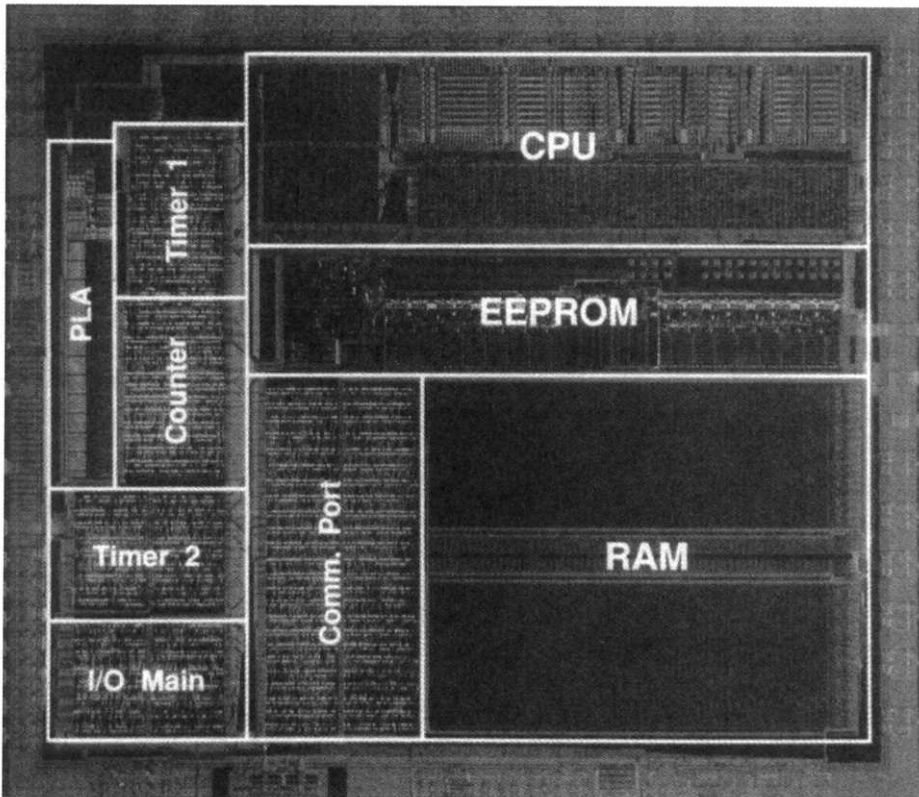 CPU
Timer 1
PLA
EEPROM
Counter
Comm. Port
Timer 2
RAM
I/O Main